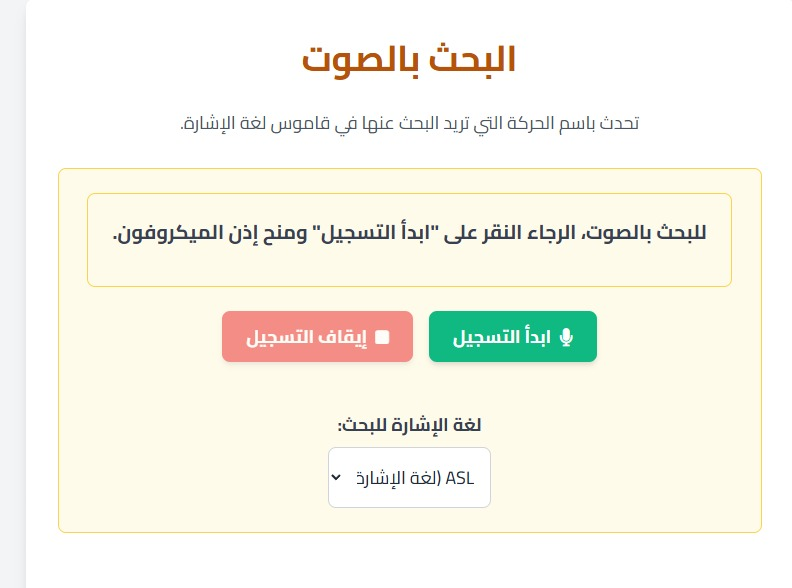 البحث بالصوت
تحدث باسم الحركة التي تريد البحث عنها في قاموس لغة الإشارة.
للبحث بالصوت، الرجاء النقر على "ابدأ التسجيل" ومنح إذن الميكروفون.
ابدأ التسجيل
إيقاف التسجيل
لغة الإشارة للبحث:
ASL (لغة الإشارة